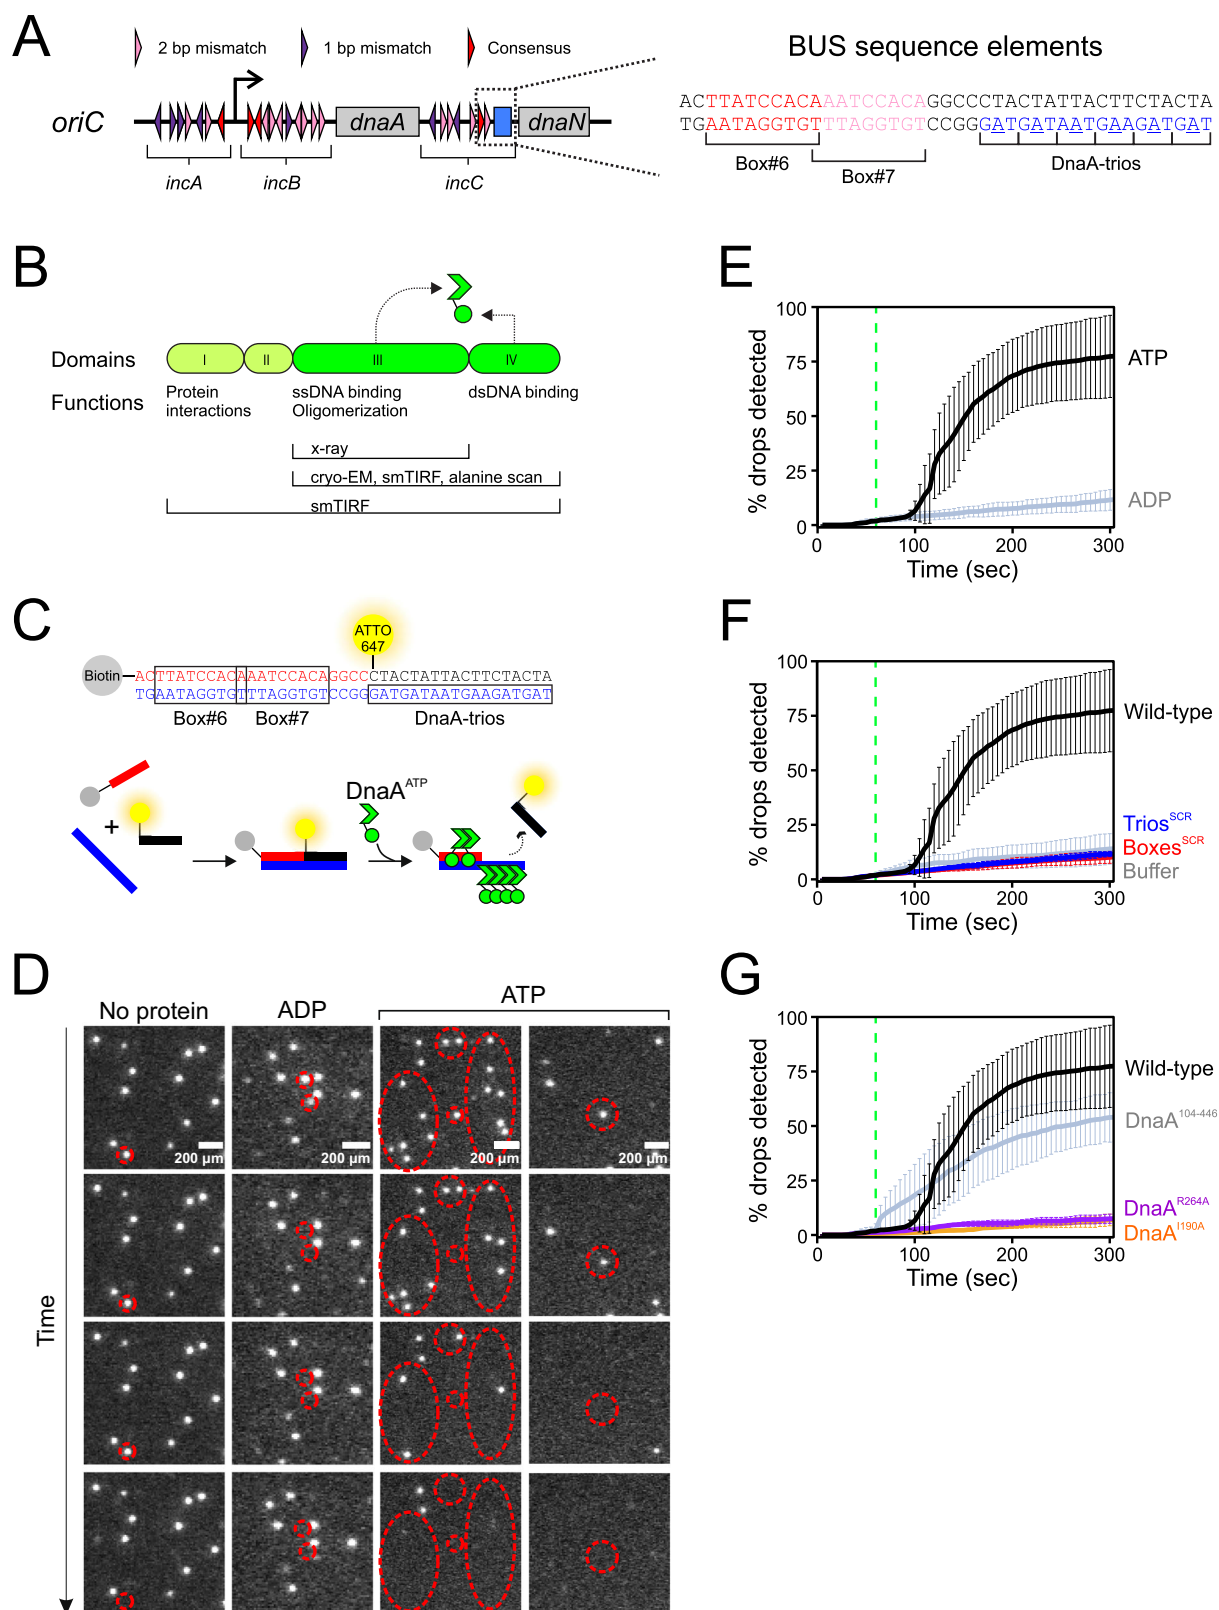 A
2 bp mismatch
1 bp mismatch
Consensus
oriC
dnaA
dnaN
incA
incB
incC
BUS sequence elements
ACTTATCCACAAATCCACAGGCCCTACTATTACTTCTACTA
TGAATAGGTGTTTAGGTGTCCGGGATGATAATGAAGATGAT
Box#6
Box#7
DnaA-trios
B
Domains
I
II
III
IV
Functions
Protein interactions
ssDNA binding
Oligomerization
dsDNA binding
x-ray
cryo-EM, smTIRF, alanine scan
smTIRF
C
ATTO
647
Biotin
ACTTATCCACAAATCCACAGGCCCTACTATTACTTCTACTA
TGAATAGGTGTTTAGGTGTCCGGGATGATAATGAAGATGAT
Box#6
Box#7
DnaA-trios
+
DnaAATP
D
No protein
ADP
ATP
200 μm
200 μm
200 μm
200 μm
Time
E
% drops detected
100
75
50
25
0
0
100
200
300
Time (sec)
ATP
ADP
F
% drops detected
100
75
50
25
0
0
100
200
300
Time (sec)
Wild-type
TriosSCR
BoxesSCR
Buffer
G
% drops detected
100
75
50
25
0
0
100
200
300
Time (sec)
Wild-type
DnaA104-446
DnaAR264A
DnaAI190A